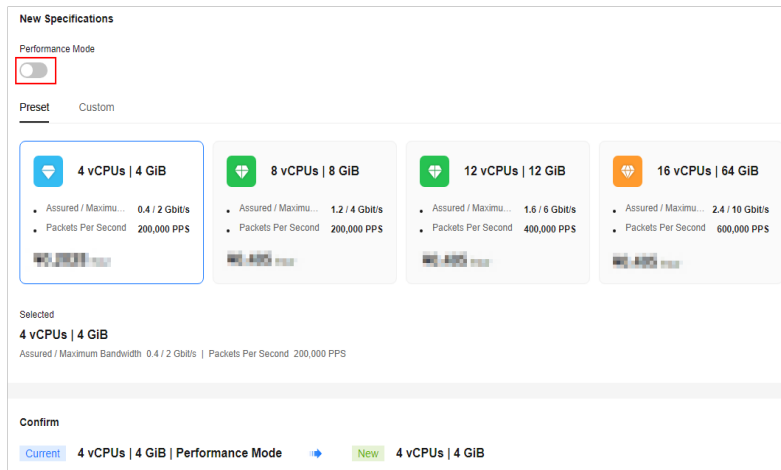 New Specifications
Performance Mode
Preset Custom
4 vCPUs | 4 GiB
Assured / Maximu... 0.4 / 2 Gbit/s
Packets Per Second 200,000 PPS
8 vCPUs | 8 GiB
Assured / Maximu... 1.2 / 4 Gbit/s
Packets Per Second 200,000 PPS
12 vCPUs | 12 GiB
Assured / Maximu... 1.6 / 6 Gbit/s
Packets Per Second 400,000 PPS
16 vCPUs | 64 GiB
Assured / Maximu... 2.4 / 10 Gbit/s
Packets Per Second 600,000 PPS
Selected
4 vCPUs | 4 GiB
Assured / Maximum Bandwidth 0.4 / 2 Gbit/s | Packets Per Second 200,000 PPS
Confirm
Current 4 vCPUs | 4 GiB | Performance Mode New 4 vCPUs | 4 GiB